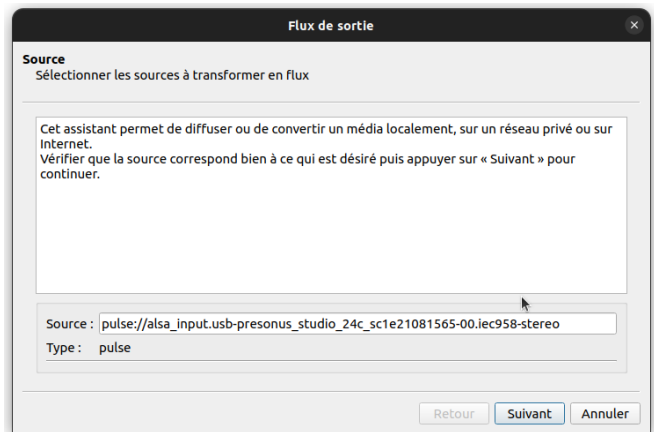 Flux de sortie
Source
Sélectionner les sources à transformer en flux
Cet assistant permet de diffuser ou de convertir un média localement, sur un réseau privé ou sur
Internet.
Vérifier que la source correspond bien à ce qui est désiré puis appuyer sur « Suivant » pour
continuer.
Source : pulse://alsa_input.usb-presonus_studio_24c_sc1e21081565-00.iec958-stereo
Type : pulse
Retour Suivant Annuler